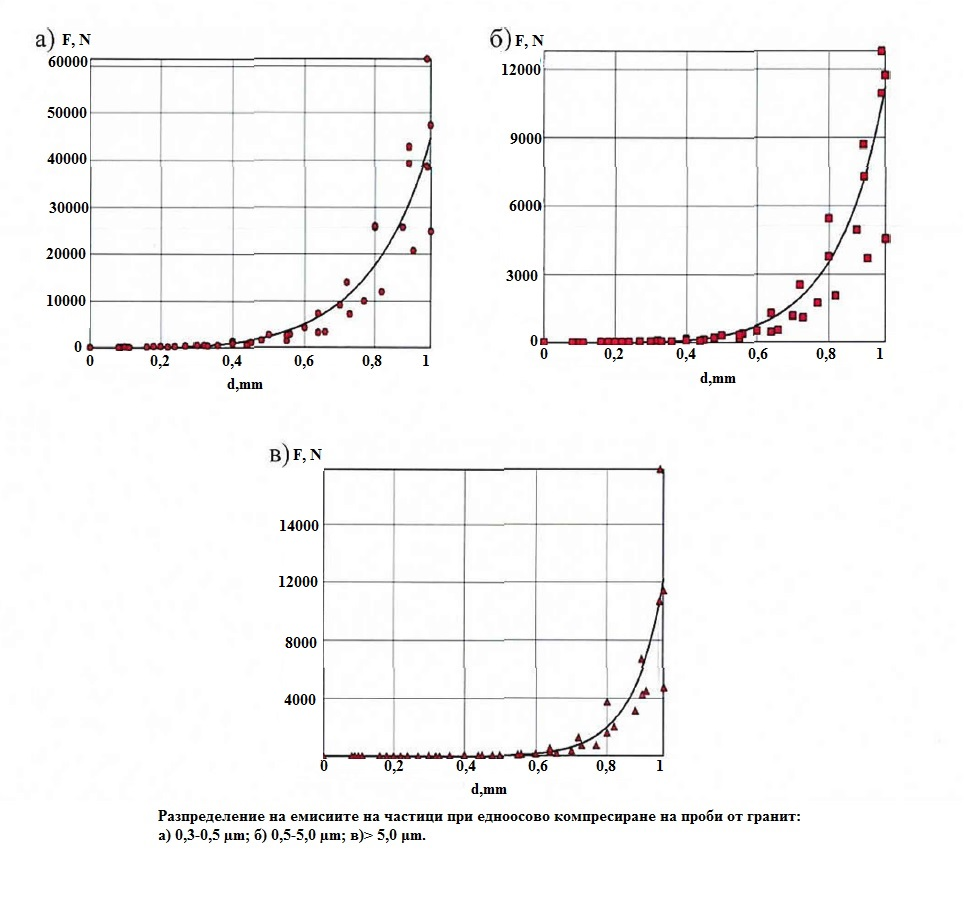 а) F, N
60000
50000
40000
30000
20000
10000
0
0 0,2 0,4 0,6 0,8 1
d,mm
б) F, N
12000
9000
6000
3000
0
0 0,2 0,4 0,6 0,8 1
d,mm
в) F, N
14000
12000
8000
4000
0 0,2 0,4 0,6 0,8 1
d,mm
Разпределение на емисиите на частици при едноосово компресиране на проби от гранит:
а) 0,3-0,5 μm; б) 0,5-5,0 μm; в)> 5,0 μm.